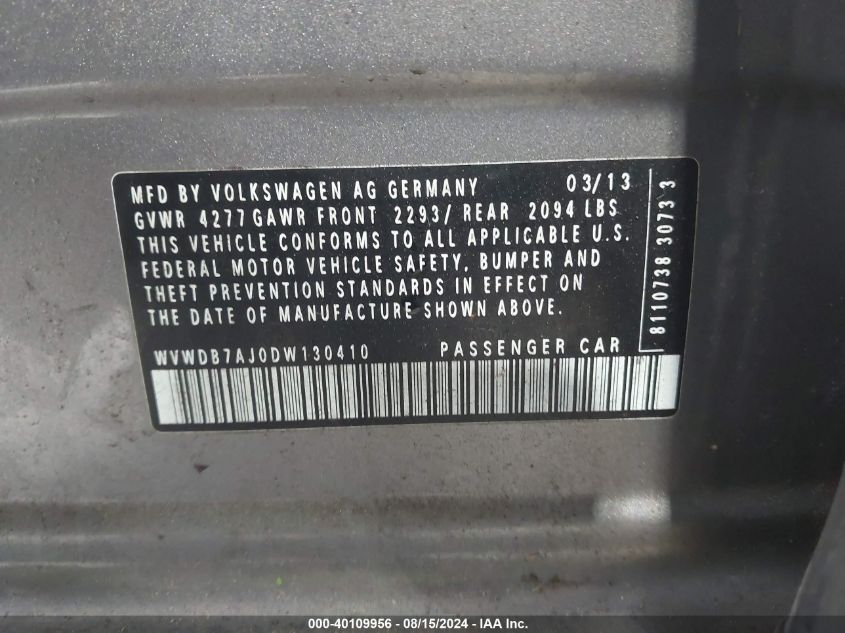 MFD BY VOLKSWAGEN AG GERMANY 03/13
GVWR 4277 GAWR FRONT 2293/ REAR 2094 LBS
THIS VEHICLE CONFORMS TO ALL APPLICABLE U.S.
FEDERAL MOTOR VEHICLE SAFETY, BUMPER AND
THEFT PREVENTION STANDARDS IN EFFECT ON
THE DATE OF MANUFACTURE SHOWN ABOVE.
WVWDB7AJ0DW130410 PASSENGER CAR
8110738 3073 3
000-40109956 - 08/15/2024 - IAA Inc.